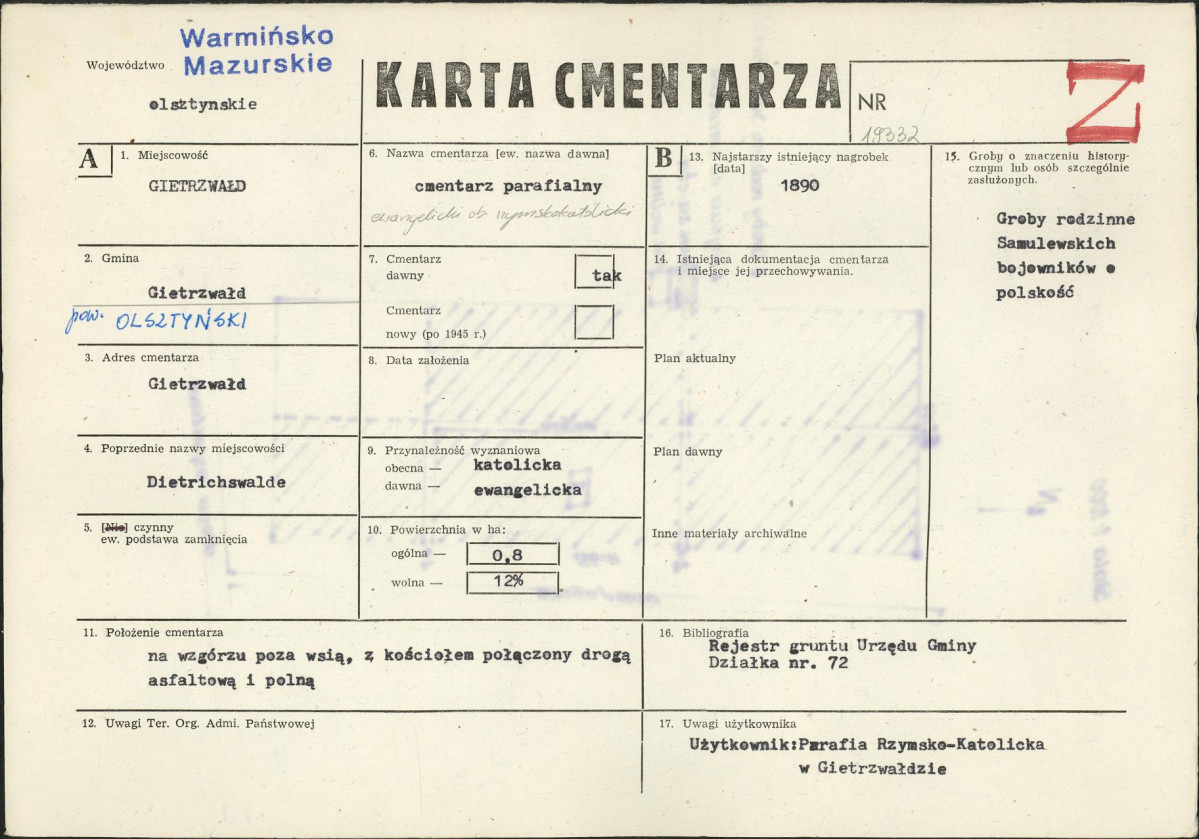 Województwo
Warmińsko
Mazurskie
olsztynskie
KARTA CMENTARZA
NR
19332
Z
A
1. Miejscowość
GIETRZWAŁD
2. Gmina
Gietrzwałd
pow. OLSZTYŃSKI
3. Adres cmentarza
Gietrzwałd
4. Poprzednie nazwy miejscowości
Dietrichswalde
5. [Nie] czynny
ew. podstawa zamknięcia
6. Nazwa cmentarza [ew. nazwa dawna]
cmentarz parafialny
ewangelicki ob. rzymskokatolicki
7. Cmentarz
dawny
tak
Cmentarz
nowy (po 1945 r.)
8. Data założenia
9. Przynależność wyznaniowa
obecna — katolicka
dawna — ewangelicka
10. Powierzchnia w ha:
ogólna — 0,8
wolna — 12%
B
13. Najstarszy istniejący nagrobek
[data]
1890
14. Istniejąca dokumentacja cmentarza
i miejsce jej przechowywania.
Plan aktualny
Plan dawny
Inne materiały archiwalne
15. Groby o znaczeniu history-
cznym lub osób szczególnie
zasłużonych.
Groby rodzinne
Samulewskich
bojowników o
polskość
11. Położenie cmentarza
na wzgórzu poza wsią, z kościołem połączony drogą
asfaltową i polną
12. Uwagi Ter. Org. Admi. Państwowej
16. Bibliografia
Rejestr gruntu Urzędu Gminy
Działka nr. 72
17. Uwagi użytkownika
Użytkownik:Parafia Rzymsko-Katolicka
w Gietrzwałdzie